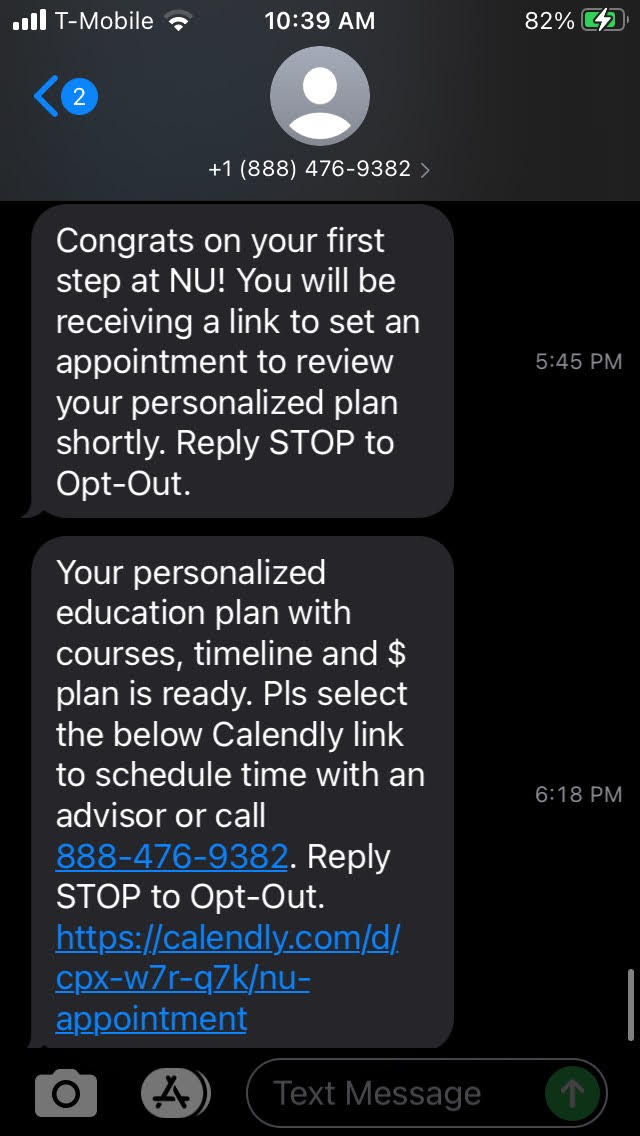 T-Mobile 10:39 AM 82%
2
+1 (888) 476-9382
Congrats on your first
step at NU! You will be
receiving a link to set an
appointment to review
your personalized plan
shortly. Reply STOP to
Opt-Out.
5:45 PM
Your personalized
education plan with
courses, timeline and $
plan is ready. Pls select
the below Calendly link
to schedule time with an
advisor or call
888-476-9382. Reply
STOP to Opt-Out.
https://calendly.com/d/
cpx-w7r-q7k/nu-
appointment
6:18 PM
Text Message